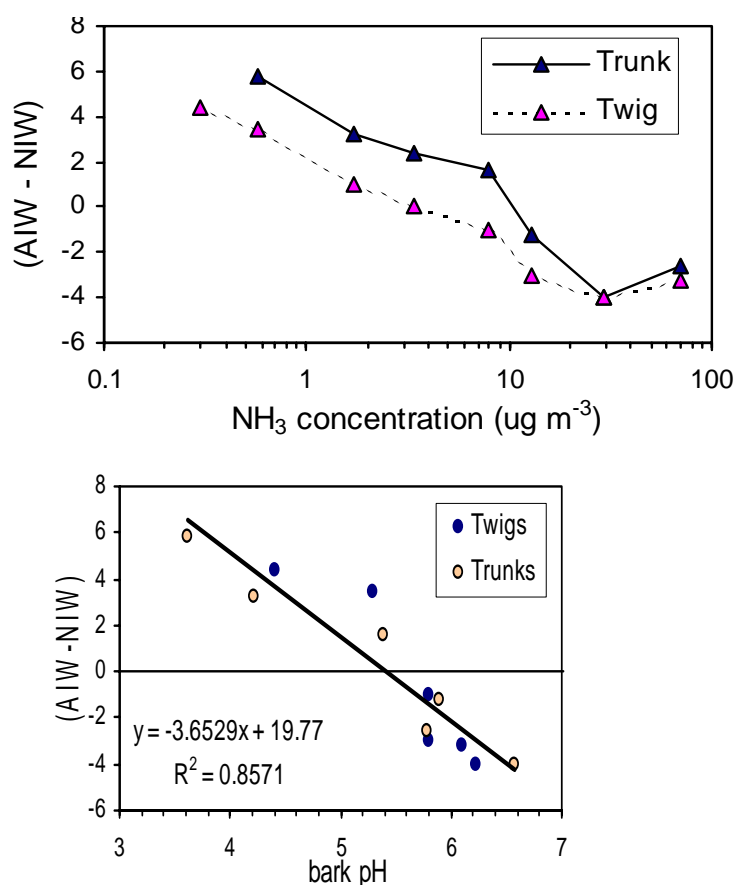 8
6
4
2
0
-2
-4
-6
(AIW - NIW)
Trunk
Twig
0.1 1 10 100
NH₃ concentration (ug m⁻³)
8
6
4
2
0
-2
-4
-6
(AIW -NIW)
Twigs
Trunks
y = -3.6529x + 19.77
R² = 0.8571
3 4 5 6 7
bark pH